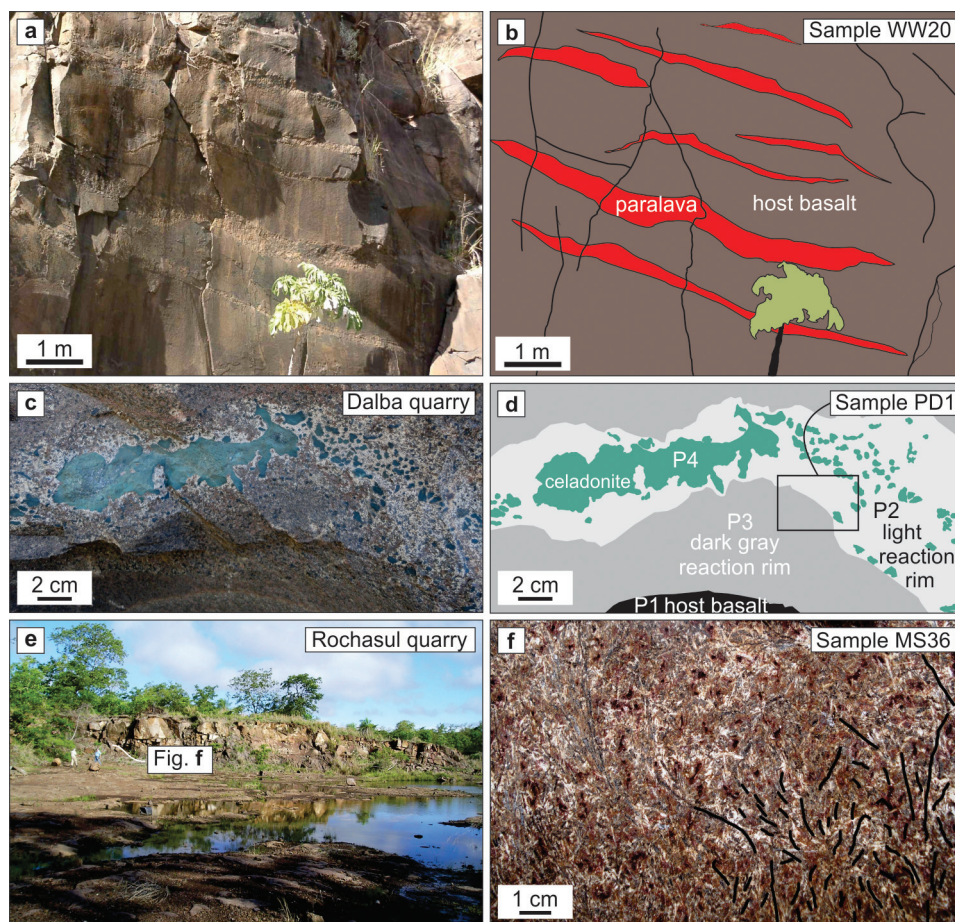 a
1 m
b
Sample WW20
paralava
host basalt
1 m
c
Dalba quarry
2 cm
d
Sample PD1
P4
celadonite
P2
light
reaction
rim
P3
dark gray
reaction rim
2 cm
P1 host basalt
e
Rochasul quarry
Fig. f
f
Sample MS36
1 cm